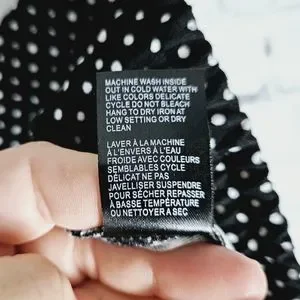 MACHINE WASH INSIDE
OUT IN COLD WATER WITH
LIKE COLORS DELICATE
CYCLE DO NOT BLEACH
HANG TO DRY IRON AT
LOW SETTING OR DRY
CLEAN
LAVER À LA MACHINE
À L'ENVERS À L'EAU
FROIDE AVEC COULEURS
SEMBLABLES CYCLE
DÉLICAT NE PAS
JAVELLISER SUSPENDRE
POUR SÉCHER REPASSER
À BASSE TEMPÉRATURE
OU NETTOYER À SEC